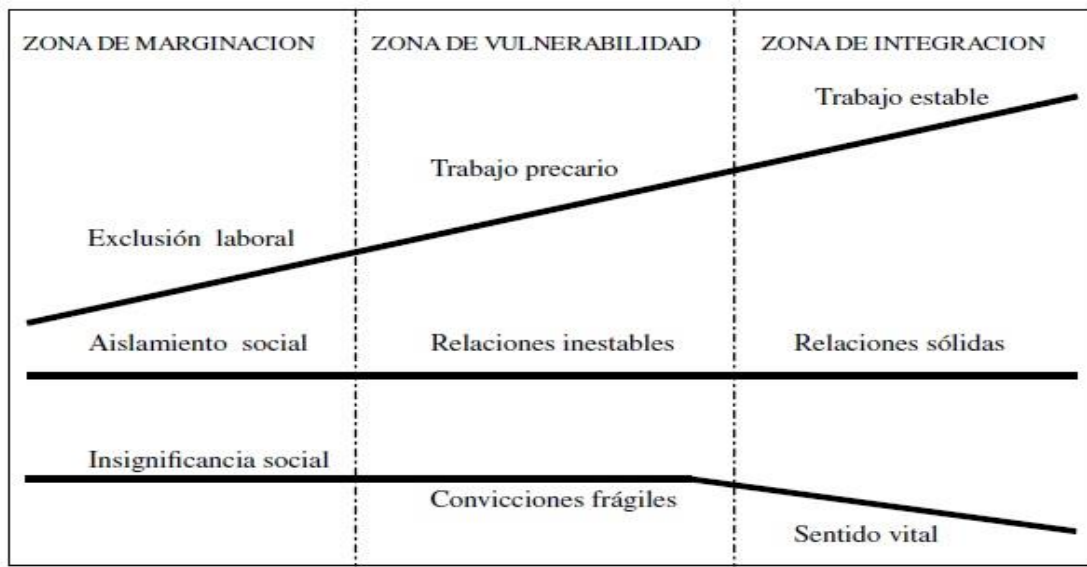 ZONA DE MARGINACION
ZONA DE VULNERABILIDAD
ZONA DE INTEGRACION
Trabajo estable
Trabajo precario
Exclusión laboral
Aislamiento social
Relaciones inestables
Relaciones sólidas
Insignificancia social
Convicciones frágiles
Sentido vital